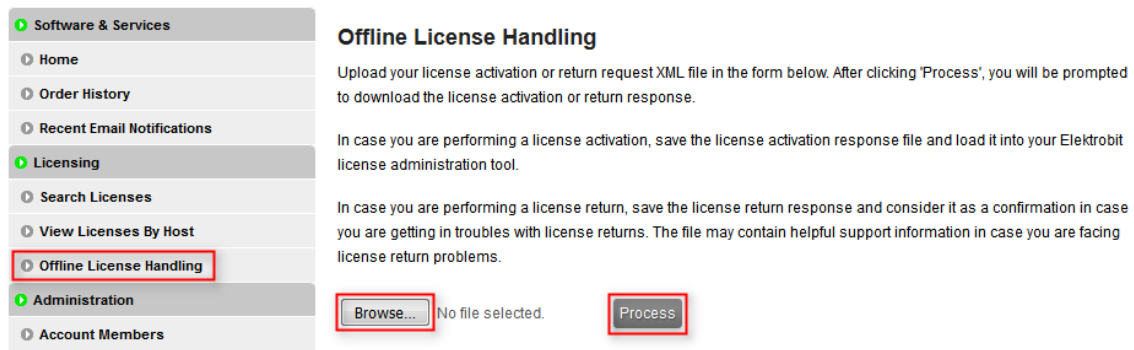 Software & Services
Home
Order History
Recent Email Notifications
Licensing
Search Licenses
View Licenses By Host
Offline License Handling
Administration
Account Members
Offline License Handling
Upload your license activation or return request XML file in the form below. After clicking 'Process', you will be prompted
to download the license activation or return response.
In case you are performing a license activation, save the license activation response file and load it into your Elektrobit
license administration tool.
In case you are performing a license return, save the license return response and consider it as a confirmation in case
you are getting in troubles with license returns. The file may contain helpful support information in case you are facing
license return problems.
Browse... No file selected. Process